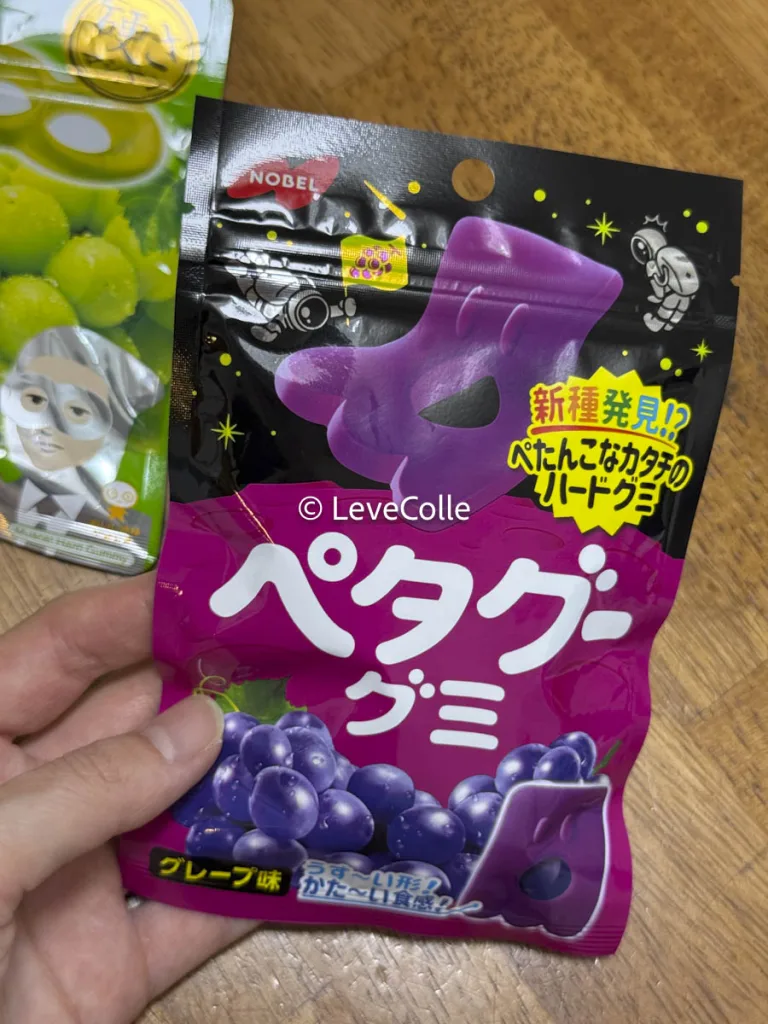 硬さ
NOBEL
新種発見!?
ぺたんこなカタチの
ハードグミ
© LeveColle
ペタグー
グミ
グレープ味
うす〜い形!
かた〜い食感!